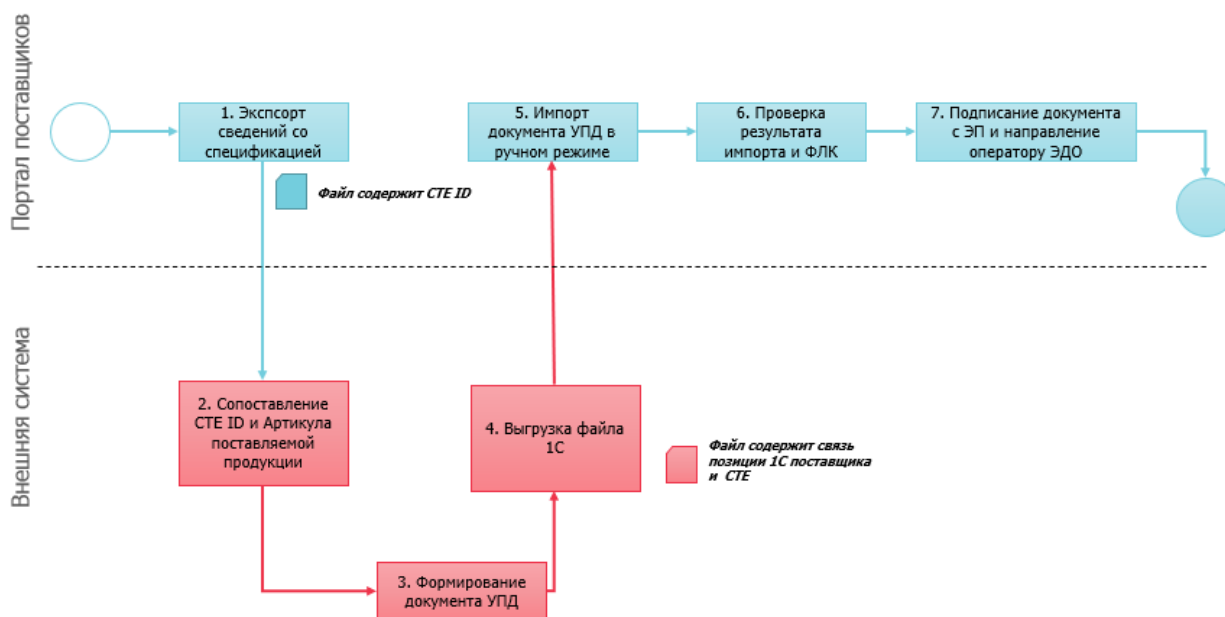 Портал поставщиков
1. Экспсорт
сведений со
спецификацией
Файл содержит СТЕ ID
5. Импорт
документа УПД в
ручном режиме
6. Проверка
результата
импорта и ФЛК
7. Подписание документа
с ЭП и направление
оператору ЭДО
Внешняя система
2. Сопоставление
СТЕ ID и Артикула
поставляемой
продукции
3. Формирование
документа УПД
4. Выгрузка файла
1С
Файл содержит связь
позиции 1С поставщика
и СТЕ